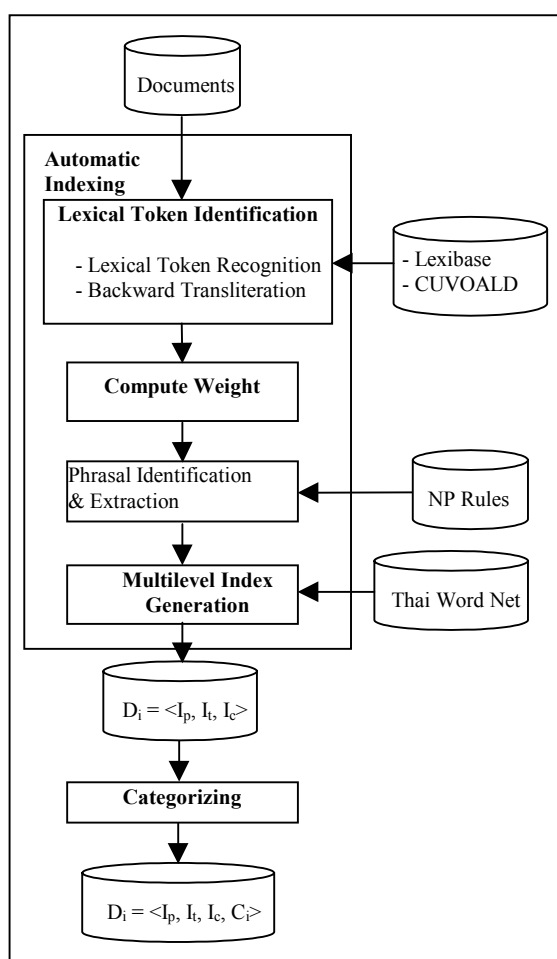 Documents
Automatic
Indexing
Lexical Token Identification
- Lexical Token Recognition
- Backward Transliteration
- Lexibase
- CUVOALD
Compute Weight
Phrasal Identification
& Extraction
NP Rules
Multilevel Index
Generation
Thai Word Net
Di = <Ip, It, Ic>
Categorizing
Di = <Ip, It, Ic, Ci>